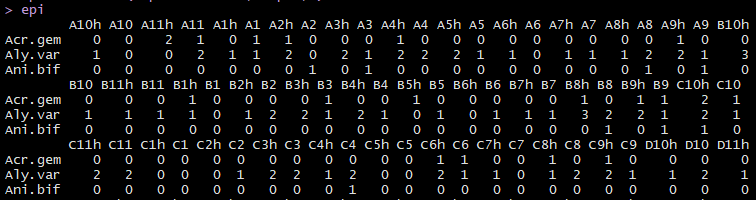 > epi
A10h A10 A11h A11 A1h A1 A2h A2 A3h A3 A4h A4 A5h A5 A6h A6 A7h A7 A8h A8 A9h A9 B10h
Acr.gem 0 0 2 1 0 1 1 0 0 0 1 0 0 0 0 0 0 0 0 0 1 0 0
Aly.var 1 0 0 2 1 1 2 0 2 1 2 2 2 1 1 0 1 1 1 2 2 1 3
Ani.bif 0 0 0 0 0 0 0 1 0 1 0 0 0 0 0 0 0 0 0 1 0 1 0
B10 B11h B11 B1h B1 B2h B2 B3h B3 B4h B4 B5h B5 B6h B6 B7h B7 B8h B8 B9h B9 C10h C10
Acr.gem 0 0 0 1 0 0 0 0 1 0 0 1 0 0 0 0 0 1 0 1 1 2 1
Aly.var 1 1 1 1 0 1 2 2 1 2 1 0 1 0 1 1 1 3 2 2 1 2 1
Ani.bif 0 0 0 0 0 0 0 0 0 0 0 0 0 0 0 0 0 0 1 0 1 1 0
C11h C11 C1h C1 C2h C2 C3h C3 C4h C4 C5h C5 C6h C6 C7h C7 C8h C8 C9h C9 D10h D10 D11h
Acr.gem 0 0 0 0 0 0 0 0 0 0 0 0 1 1 0 0 1 0 1 0 0 0 0
Aly.var 2 2 0 0 0 1 2 2 1 2 2 0 2 1 1 0 2 1 2 1 1 2 1
Ani.bif 0 0 0 0 0 0 0 0 0 1 0 0 0 0 0 0 0 0 0 0 0 0 0